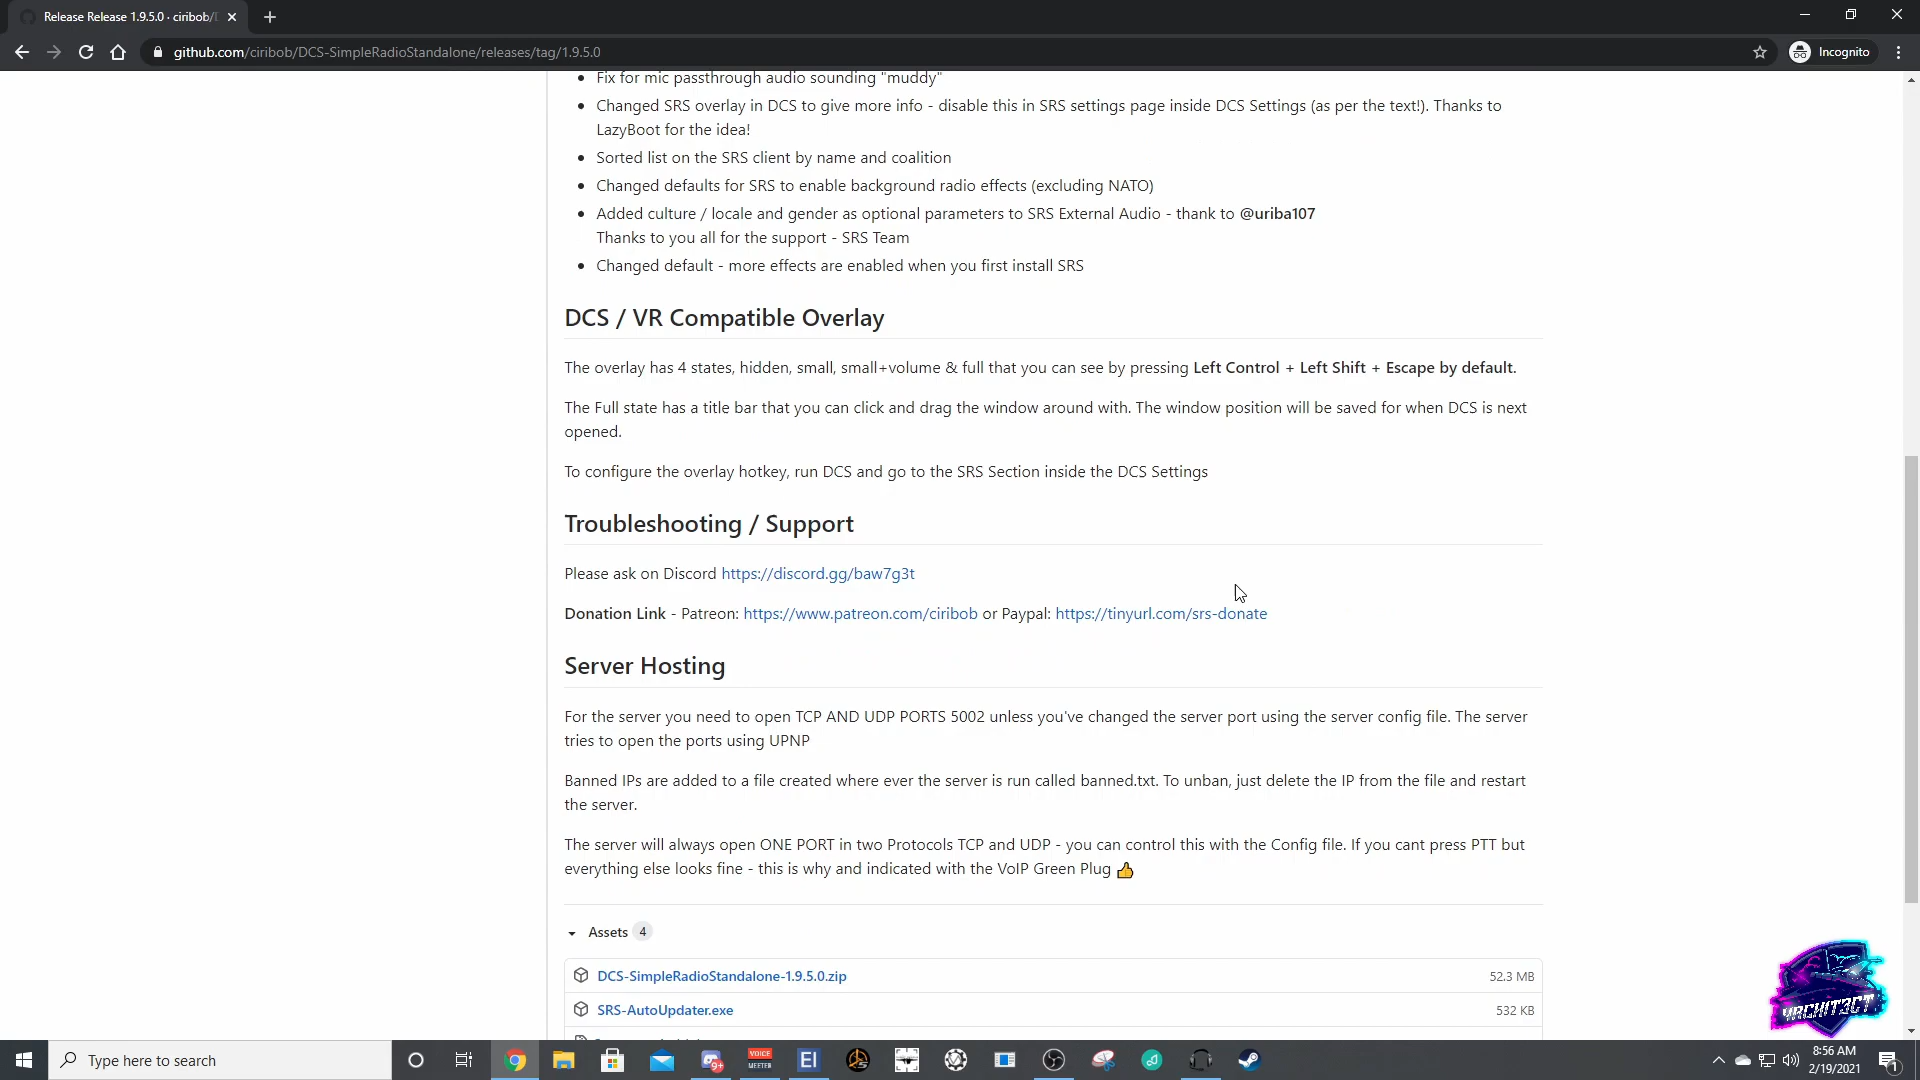 Release Release 1.9.5.0 · ciribob/
github.com/ciribob/DCS-SimpleRadioStandalone/releases/tag/1.9.5.0
Incognito
Fix for mic passthrough audio sounding "muddy"
Changed SRS overlay in DCS to give more info - disable this in SRS settings page inside DCS Settings (as per the text!). Thanks to
LazyBoot for the idea!
Sorted list on the SRS client by name and coalition
Changed defaults for SRS to enable background radio effects (excluding NATO)
Added culture / locale and gender as optional parameters to SRS External Audio - thank to @uriba107
Thanks to you all for the support - SRS Team
Changed default - more effects are enabled when you first install SRS
DCS / VR Compatible Overlay
The overlay has 4 states, hidden, small, small+volume & full that you can see by pressing Left Control + Left Shift + Escape by default.
The Full state has a title bar that you can click and drag the window around with. The window position will be saved for when DCS is next
opened.
To configure the overlay hotkey, run DCS and go to the SRS Section inside the DCS Settings
Troubleshooting / Support
Please ask on Discord https://discord.gg/baw7g3t
Donation Link - Patreon: https://www.patreon.com/ciribob or Paypal: https://tinyurl.com/srs-donate
Server Hosting
For the server you need to open TCP AND UDP PORTS 5002 unless you've changed the server port using the server config file. The server
tries to open the ports using UPNP
Banned IPs are added to a file created where ever the server is run called banned.txt. To unban, just delete the IP from the file and restart
the server.
The server will always open ONE PORT in two Protocols TCP and UDP - you can control this with the Config file. If you cant press PTT but
everything else looks fine - this is why and indicated with the VoIP Green Plug 👍
Assets 4
DCS-SimpleRadioStandalone-1.9.5.0.zip 52.3 MB
SRS-AutoUpdater.exe 532 KB
VRCHIT3CT
Type here to search
9+
VOICE
MEETER
EI
8:56 AM
2/19/2021
1